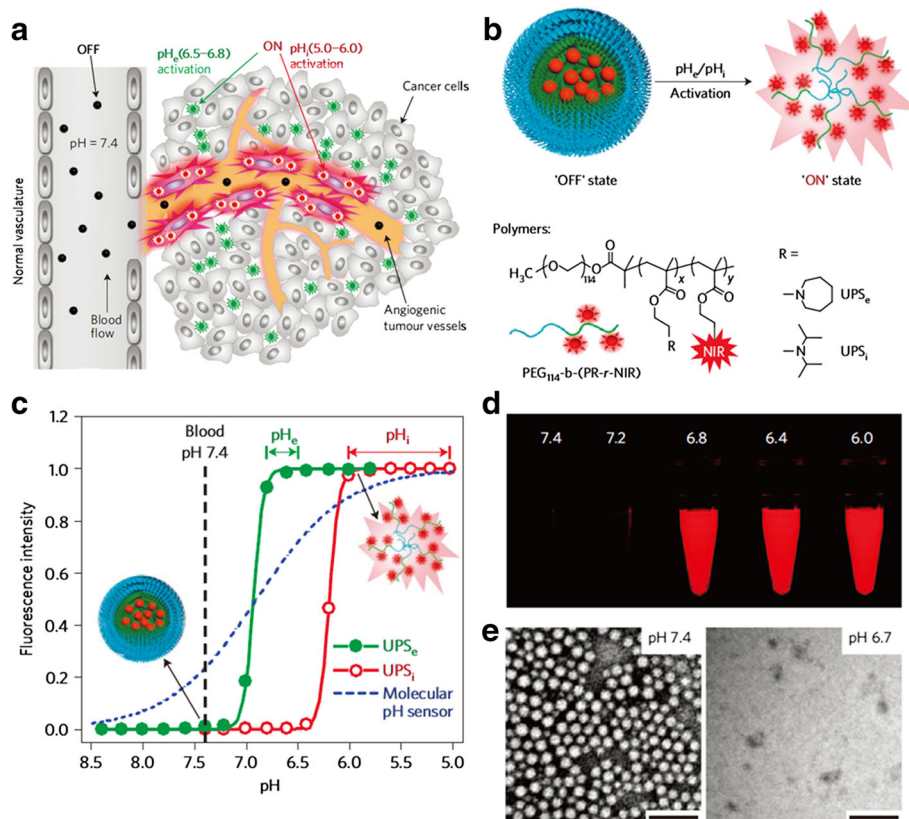 a
OFF
pHe(6.5–6.8)
activation
ON
pHi(5.0–6.0)
activation
Cancer cells
pH = 7.4
Normal vasculature
Blood
flow
Angiogenic
tumour vessels
b
pHe/pHi
Activation
'OFF' state
'ON' state
Polymers:
H3C
O
114
O
O
x
y
O
O
O
O
R
NIR
R =
N
UPSe
N
UPSi
PEG114-b-(PR-r-NIR)
c
Fluorescence intensity
1.2
1.0
0.8
0.6
0.4
0.2
0.0
Blood
pH 7.4
pHe
pHi
UPSe
UPSi
Molecular
pH sensor
8.5 8.0 7.5 7.0 6.5 6.0 5.5 5.0
pH
d
7.4 7.2 6.8 6.4 6.0
e
pH 7.4
pH 6.7